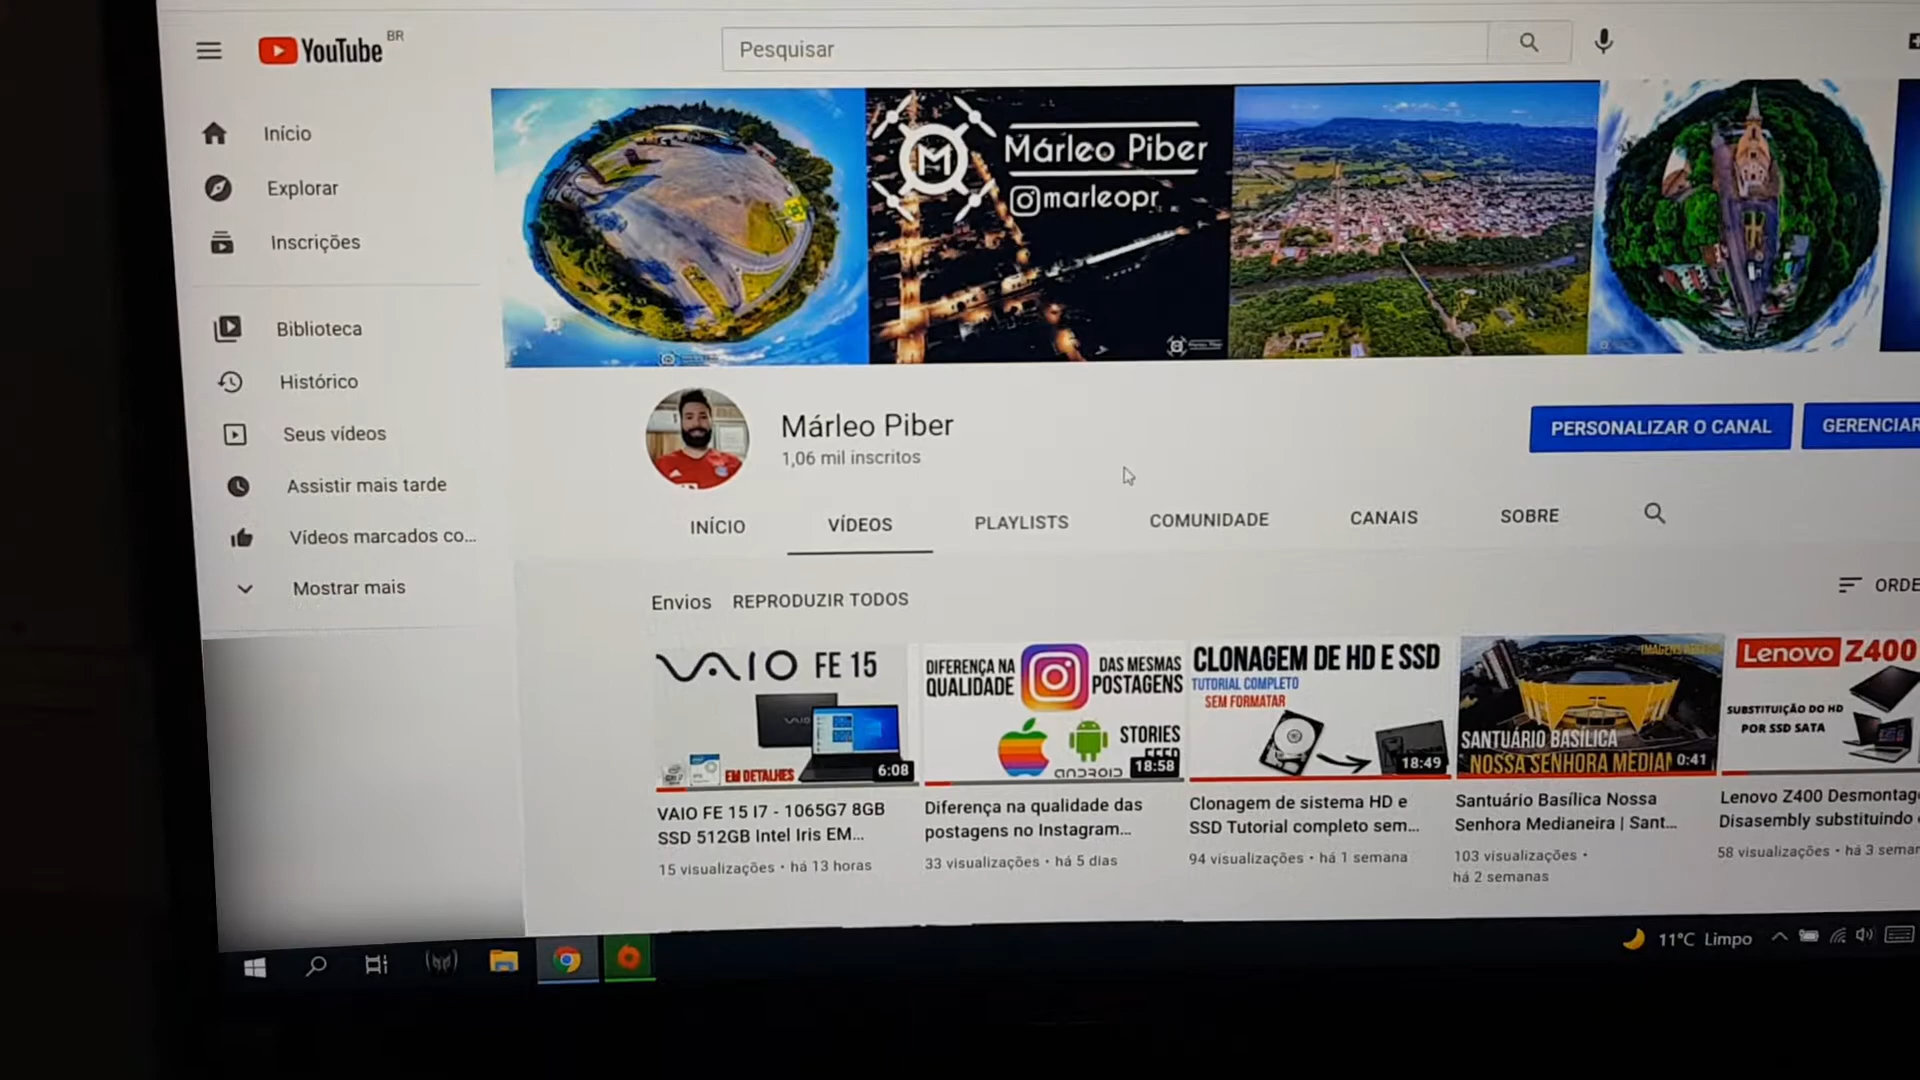 YouTube BR
Pesquisar
Início
Explorar
Inscrições
Biblioteca
Histórico
Seus vídeos
Assistir mais tarde
Vídeos marcados co...
Mostrar mais
M
Márleo Piber
marleopr
Márleo Piber
1,06 mil inscritos
PERSONALIZAR O CANAL
GERENCIAR
INÍCIO
VÍDEOS
PLAYLISTS
COMUNIDADE
CANAIS
SOBRE
Envios
REPRODUZIR TODOS
ORDE
VAIO FE 15
VAIO
EM DETALHES
6:08
VAIO FE 15 I7 - 1065G7 8GB
SSD 512GB Intel Iris EM...
15 visualizações • há 13 horas
DIFERENÇA NA
QUALIDADE
DAS MESMAS
POSTAGENS
STORIES
FEED
ANDROID
18:58
Diferença na qualidade das
postagens no Instagram...
33 visualizações • há 5 dias
CLONAGEM DE HD E SSD
TUTORIAL COMPLETO
SEM FORMATAR
18:49
Clonagem de sistema HD e
SSD Tutorial completo sem...
94 visualizações • há 1 semana
SANTUÁRIO BASÍLICA
NOSSA SENHORA MEDIAN
0:41
Santuário Basílica Nossa
Senhora Medianeira | Sant...
103 visualizações •
há 2 semanas
Lenovo Z400
SUBSTITUIÇÃO DO HD
POR SSD SATA
Lenovo Z400 Desmontag
Disasembly substituindo
58 visualizações • há 3 semar
11°C Limpo